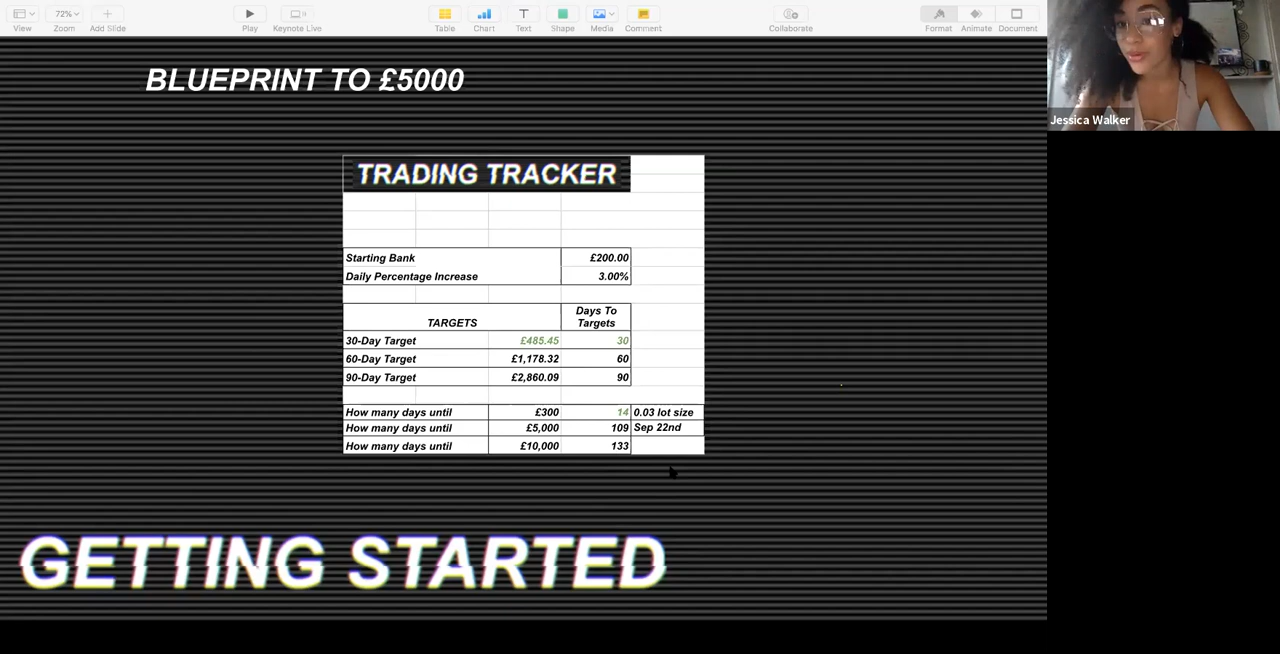 View
72%
Zoom
Add Slide
Play
Keynote Live
Table
Chart
Text
Shape
Media
Comment
Collaborate
Format
Animate
Document
Jessica Walker
BLUEPRINT TO £5000
TRADING TRACKER
Starting Bank £200.00
Daily Percentage Increase 3.00%
TARGETS Days To Targets
30-Day Target £485.45 30
60-Day Target £1,178.32 60
90-Day Target £2,860.09 90
How many days until £300 14 0.03 lot size
How many days until £5,000 109 Sep 22nd
How many days until £10,000 133
GETTING STARTED